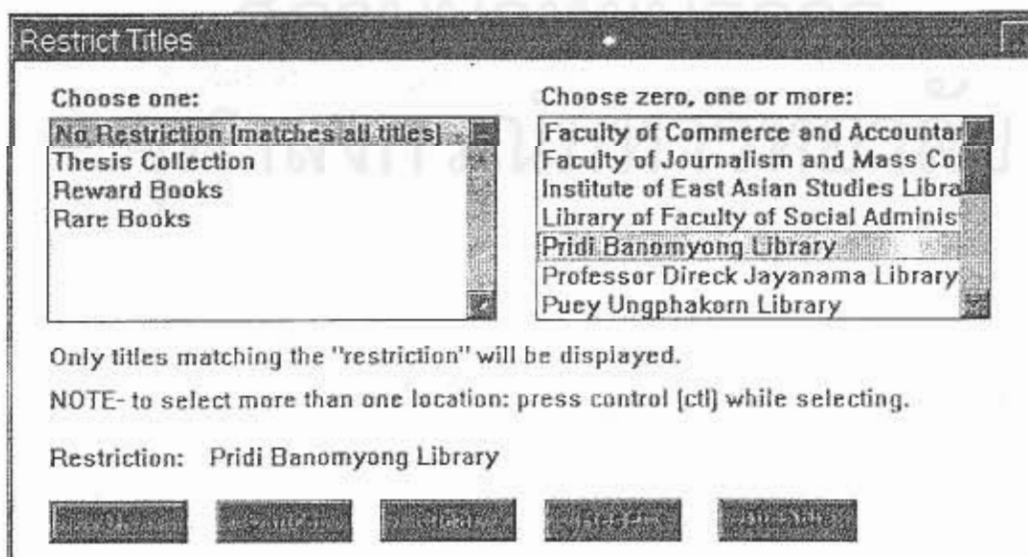 Restrict Titles
Choose one:
No Restriction [matches all titles]
Thesis Collection
Reward Books
Rare Books
Choose zero, one or more:
Faculty of Commerce and Accountan
Faculty of Journalism and Mass Co
Institute of East Asian Studies Libra
Library of Faculty of Social Adminis
Pridi Banomyong Library
Professor Direck Jayanama Library
Puey Ungphakorn Library
Only titles matching the "restriction" will be displayed.
NOTE- to select more than one location: press control [ctl] while selecting.
Restriction: Pridi Banomyong Library